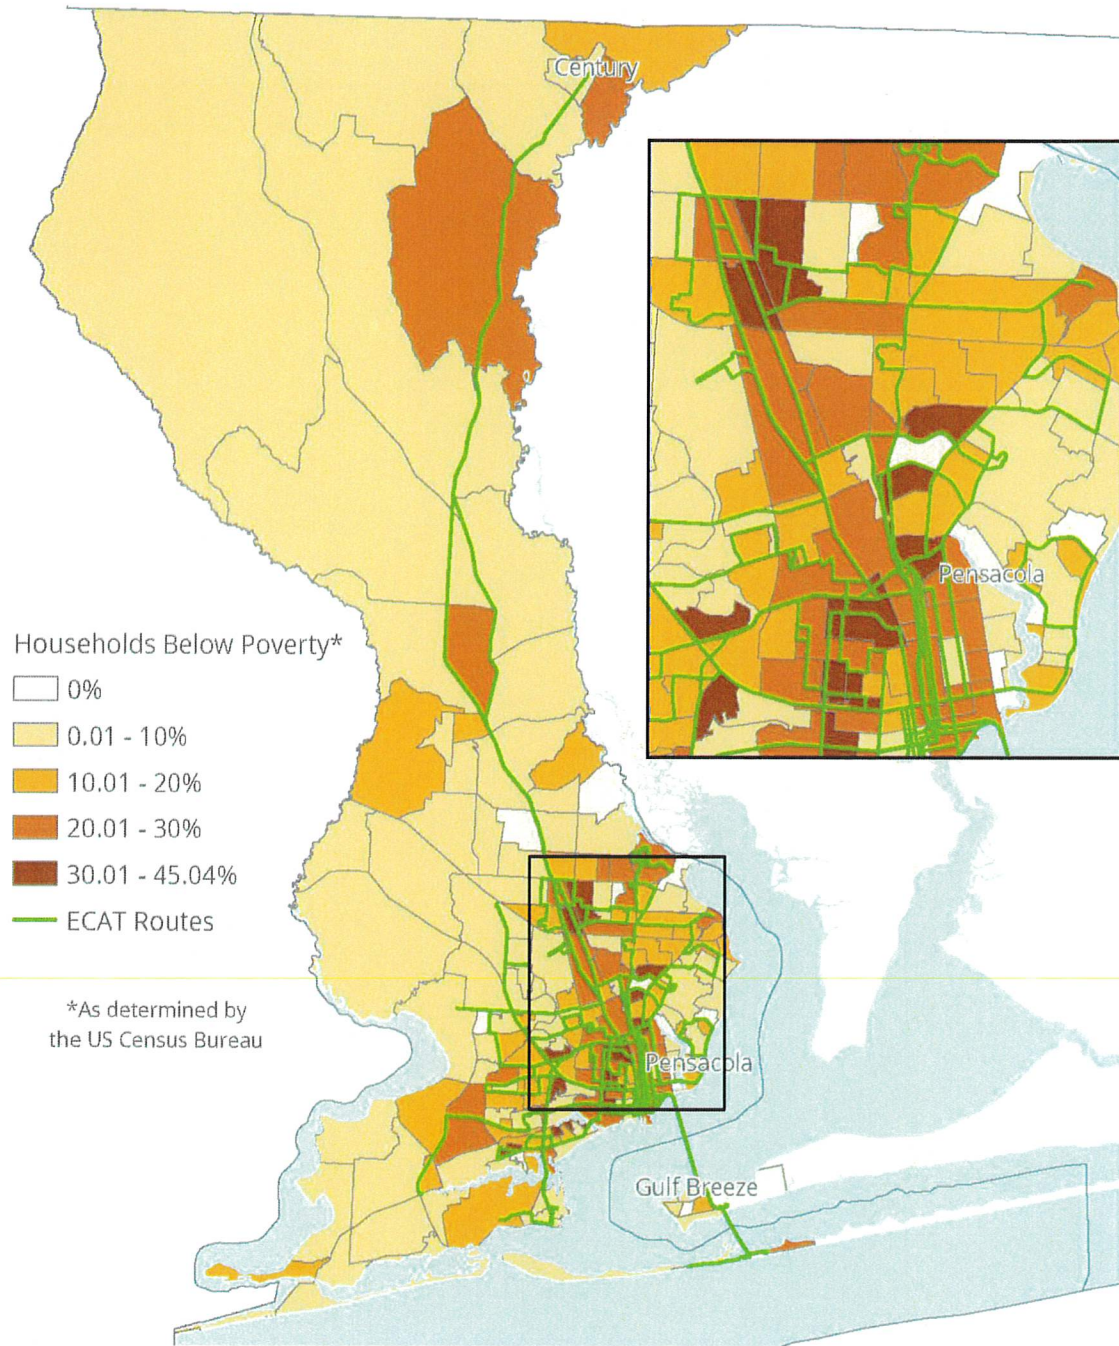 Century
Pensacola
Households Below Poverty*
0%
0.01 - 10%
10.01 - 20%
20.01 - 30%
30.01 - 45.04%
ECAT Routes
*As determined by
the US Census Bureau
Pensacola
Gulf Breeze